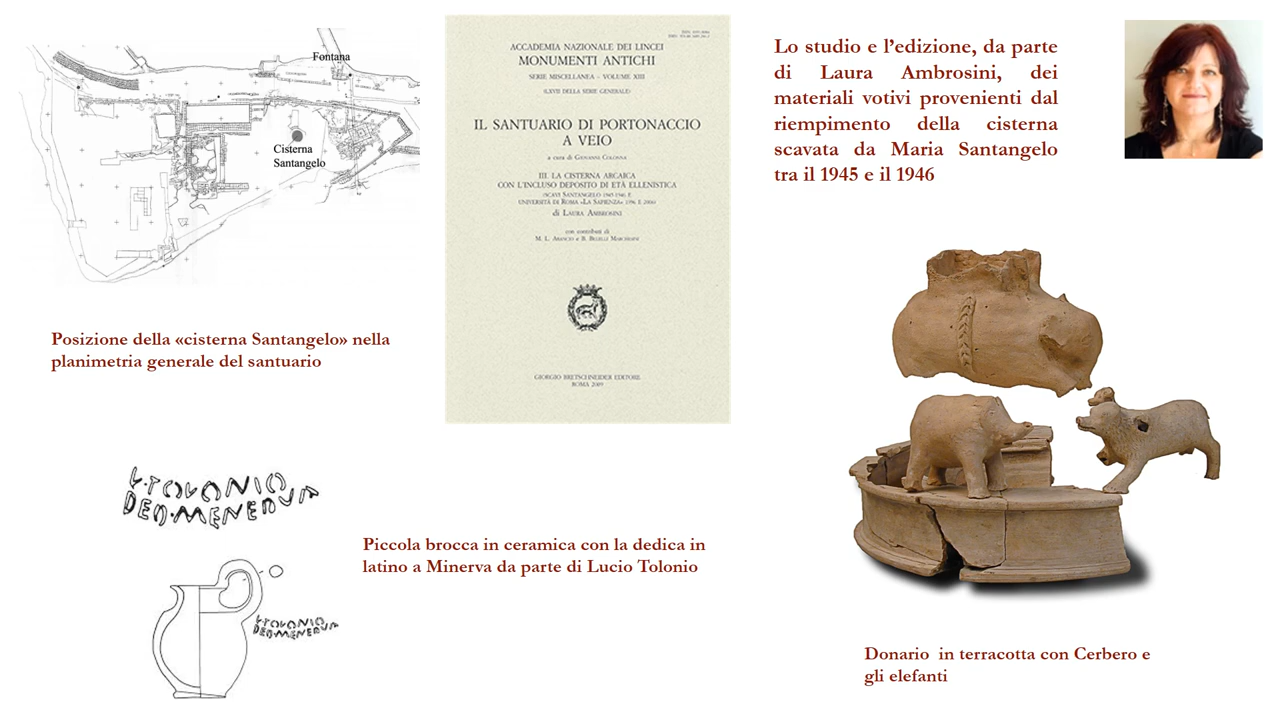 Fontana
Cisterna
Santangelo
Posizione della «cisterna Santangelo» nella
planimetria generale del santuario
ACCADEMIA NAZIONALE DEI LINCEI
MONUMENTI ANTICHI
SERIE MISCELLANEA – VOLUME XIII
(LXVII DELLA SERIE GENERALE)
IL SANTUARIO DI PORTONACCIO
A VEIO
a cura di GIOVANNI COLONNA
III. LA CISTERNA ARCAICA
CON L'INCLUSO DEPOSITO DI ETÀ ELLENISTICA
(SCAVI SANTANGELO 1945-1946 E
UNIVERSITÀ DI ROMA «LA SAPIENZA» 1996 E 2006)
di LAURA AMBROSINI
con contributi di
M. L. ARANCIO e B. BELELLI MARCHESINI
GIORGIO BRETSCHNEIDER EDITORE
ROMA 2009
Lo studio e l'edizione, da parte
di Laura Ambrosini, dei
materiali votivi provenienti dal
riempimento della cisterna
scavata da Maria Santangelo
tra il 1945 e il 1946
L·TOLONIO
DED·MENERVA
L·TOLONIO
DED·MENERVA
Piccola brocca in ceramica con la dedica in
latino a Minerva da parte di Lucio Tolonio
Donario in terracotta con Cerbero e
gli elefanti